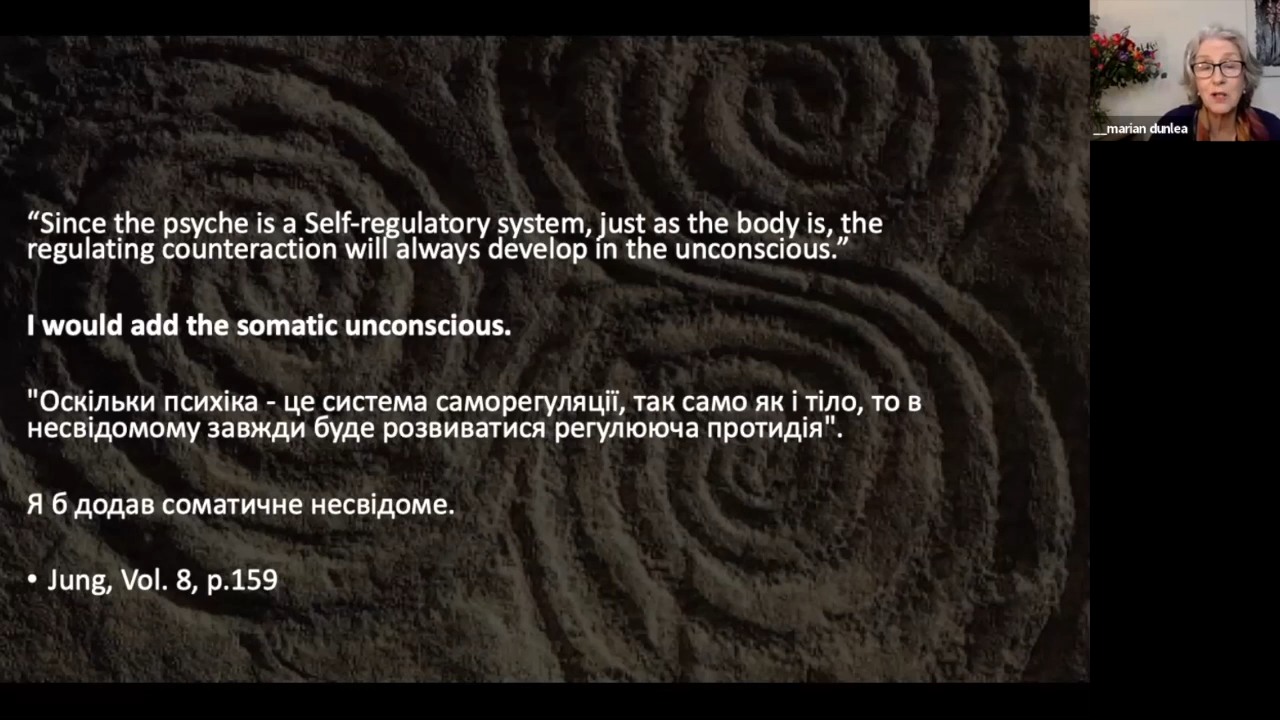 “Since the psyche is a Self-regulatory system, just as the body is, the
regulating counteraction will always develop in the unconscious.”
I would add the somatic unconscious.
"Оскільки психіка - це система саморегуляції, так само як і тіло, то в
несвідомому завжди буде розвиватися регулююча протидія".
Я б додав соматичне несвідоме.
• Jung, Vol. 8, p.159
__marian dunlea